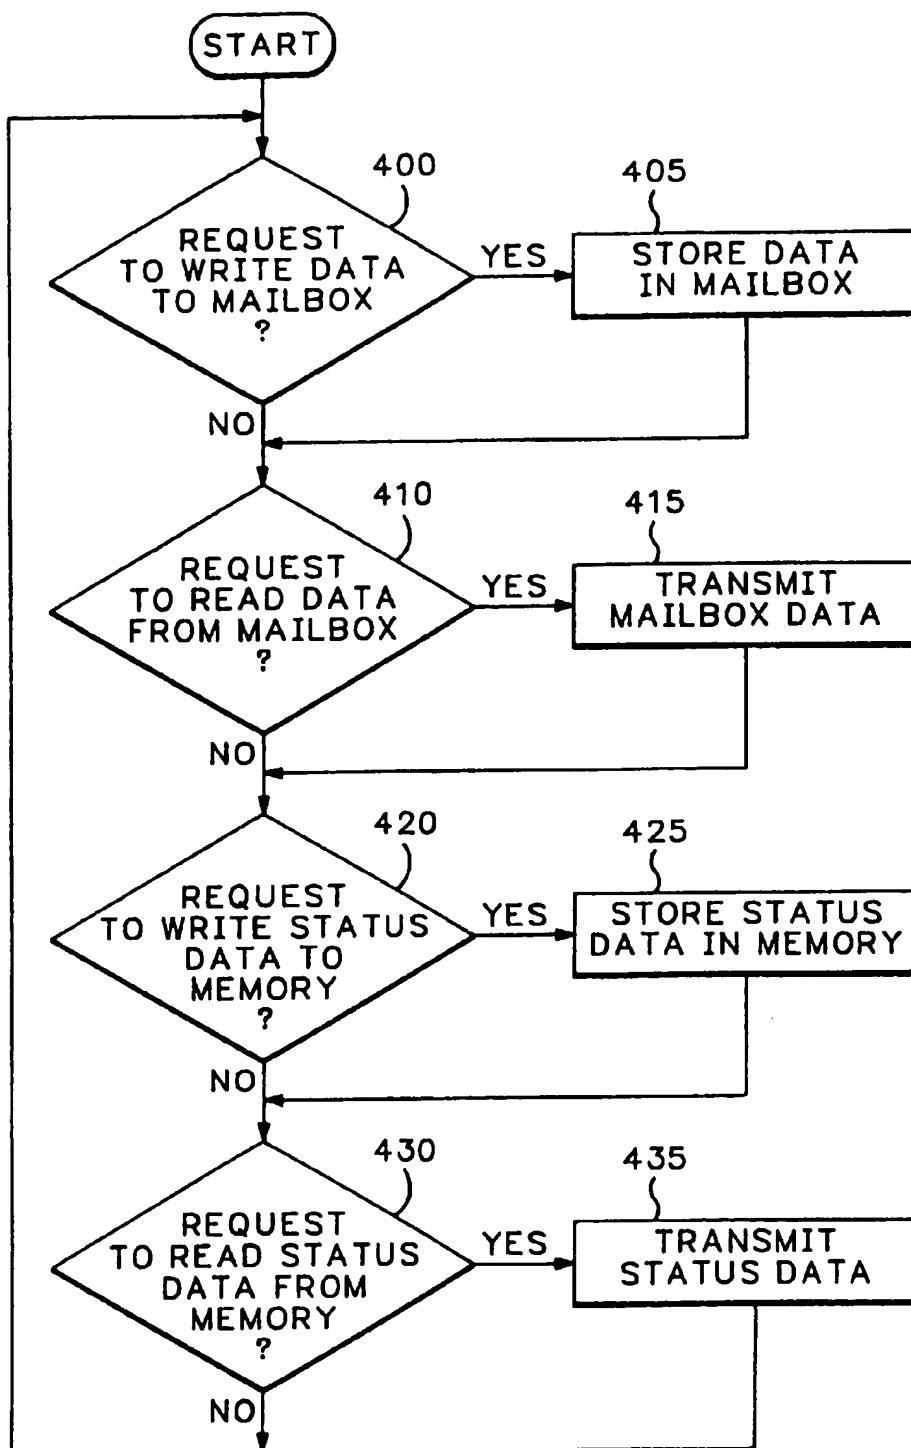 START
400
REQUEST
TO WRITE DATA
TO MAILBOX
?
YES
405
STORE DATA
IN MAILBOX
NO
410
REQUEST
TO READ DATA
FROM MAILBOX
?
YES
415
TRANSMIT
MAILBOX DATA
NO
420
REQUEST
TO WRITE STATUS
DATA TO
MEMORY
?
YES
425
STORE STATUS
DATA IN MEMORY
NO
430
REQUEST
TO READ STATUS
DATA FROM
MEMORY
?
YES
435
TRANSMIT
STATUS DATA
NO